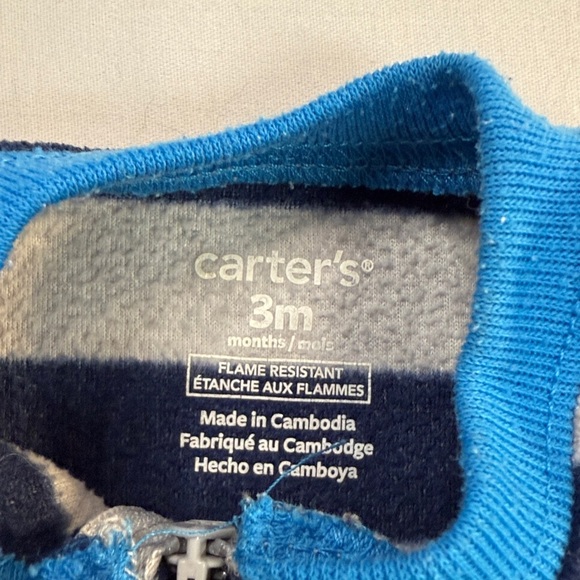 carter's®
3m
months / mois
FLAME RESISTANT
ÉTANCHE AUX FLAMMES
Made in Cambodia
Fabriqué au Cambodge
Hecho en Camboya